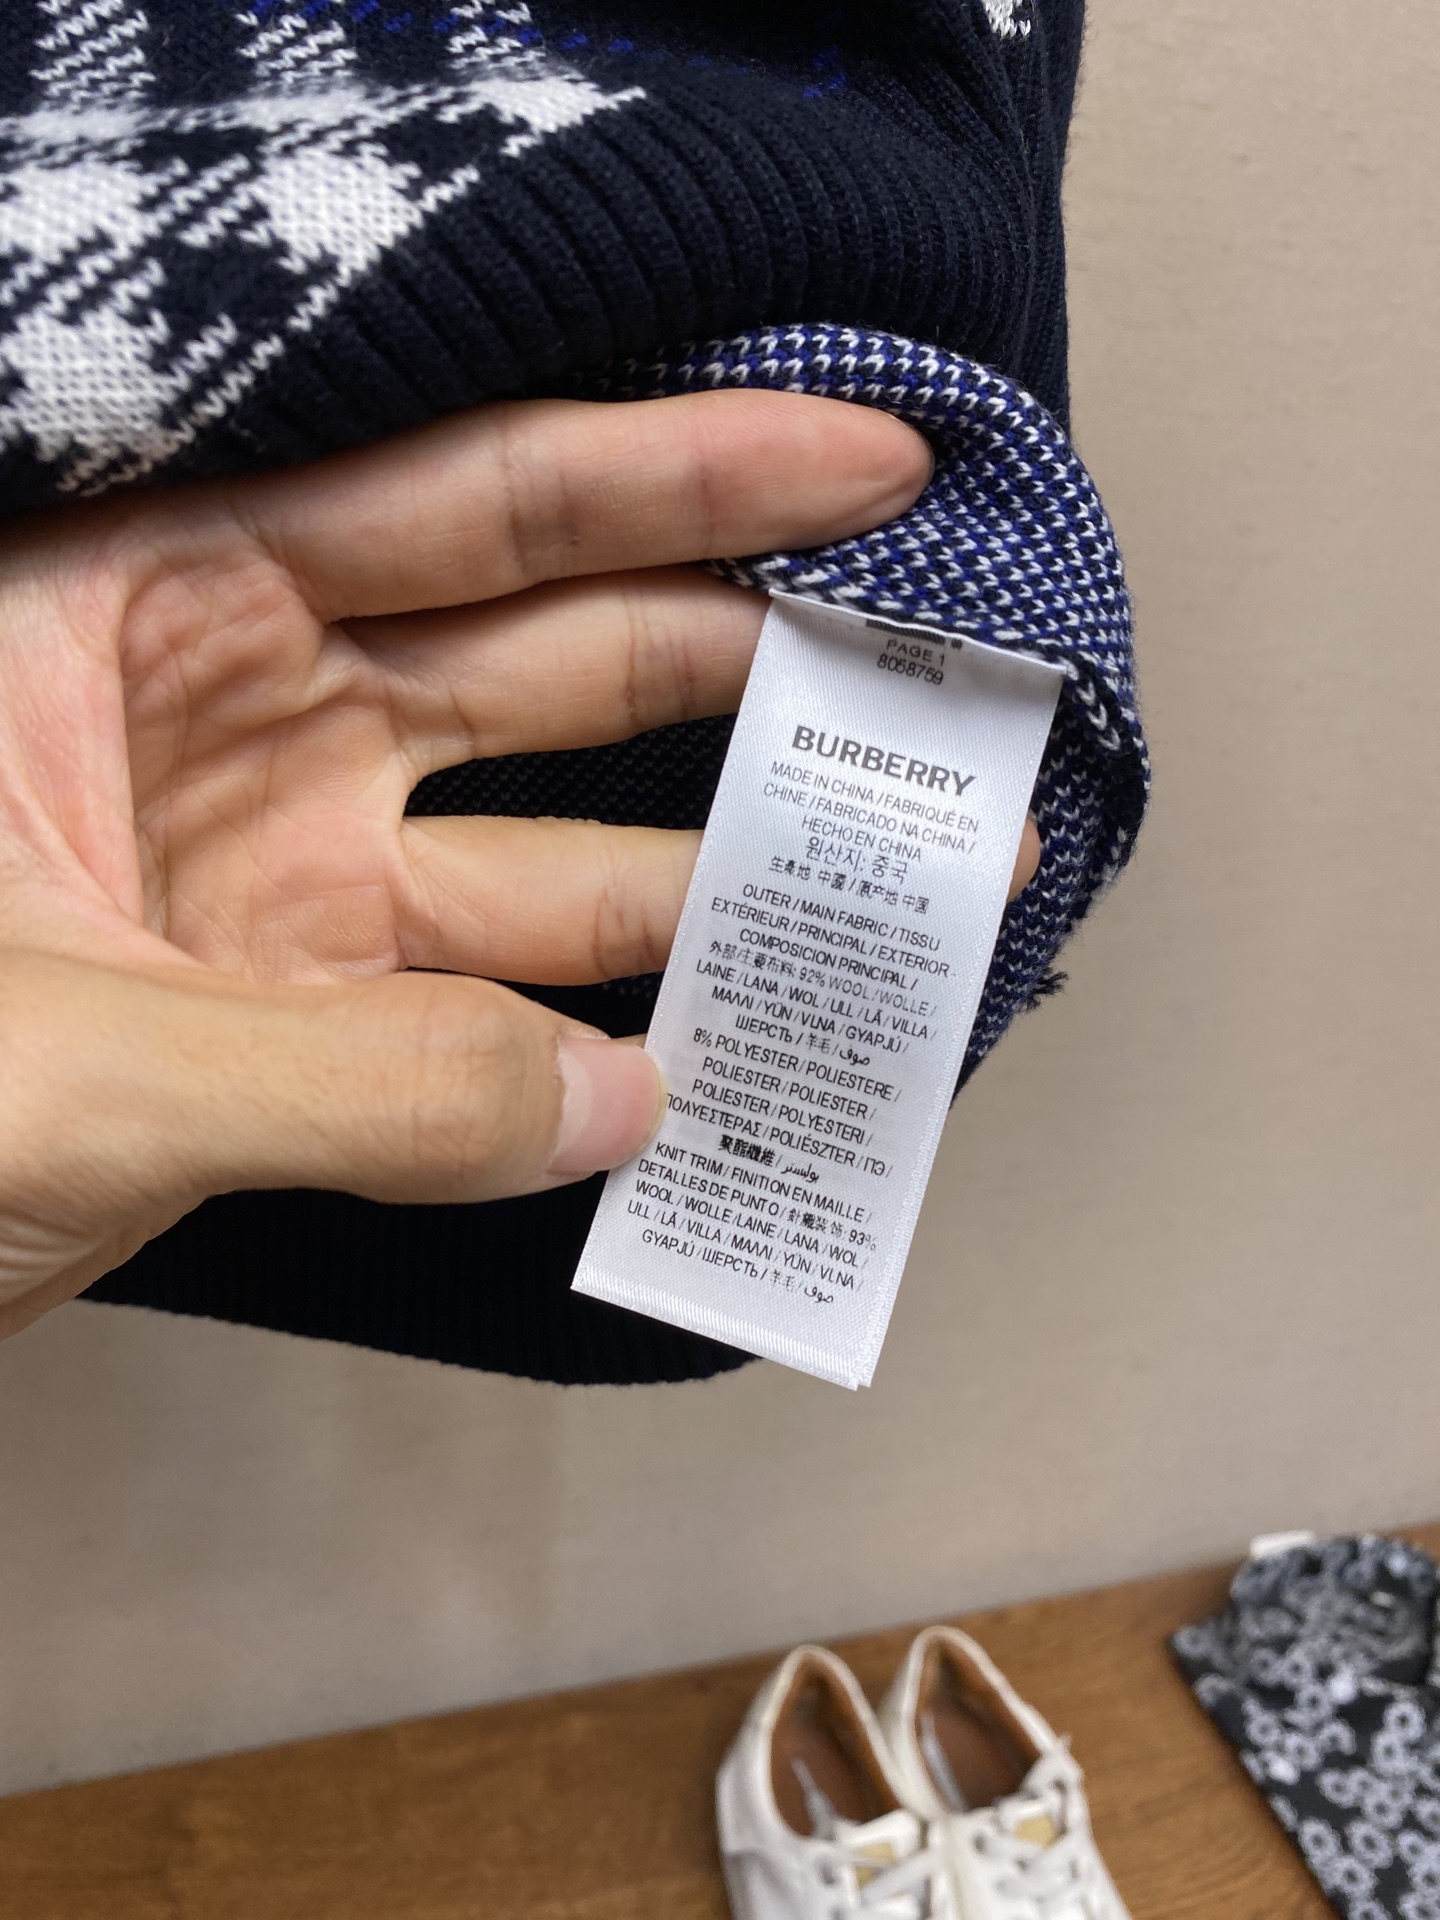 PAGE 1
8058759
BURBERRY
MADE IN CHINA / FABRIQUÉ EN
CHINE / FABRICADO NA CHINA /
HECHO EN CHINA
원산지: 중국
生產地 中國 / 原产地 中国
OUTER / MAIN FABRIC / TISSU
EXTÉRIEUR / PRINCIPAL / EXTERIOR -
COMPOSICION PRINCIPAL /
外部/主要布料: 92% WOOL / WOLLE /
LAINE / LANA / WOL / ULL / LÃ / VILLA /
ΜΑΛΛΙ / YÜN / VLNA / GYAPJÚ /
ШЕРСТЬ / 羊毛 / صوف
8% POLYESTER / POLIESTERE /
POLIESTER / POLIESTER /
POLIESTER / POLYESTERI /
ΠΟΛΥΕΣΤΕΡΑΣ / POLIÉSZTER / ПЭ /
聚酯纖維 / بوليستر
KNIT TRIM / FINITION EN MAILLE /
DETALLES DE PUNTO / 針織装饰: 93%
WOOL / WOLLE / LAINE / LANA / WOL /
ULL / LÃ / VILLA / ΜΑΛΛΙ / YÜN / VLNA /
GYAPJÚ / ШЕРСТЬ / 羊毛 / صوف